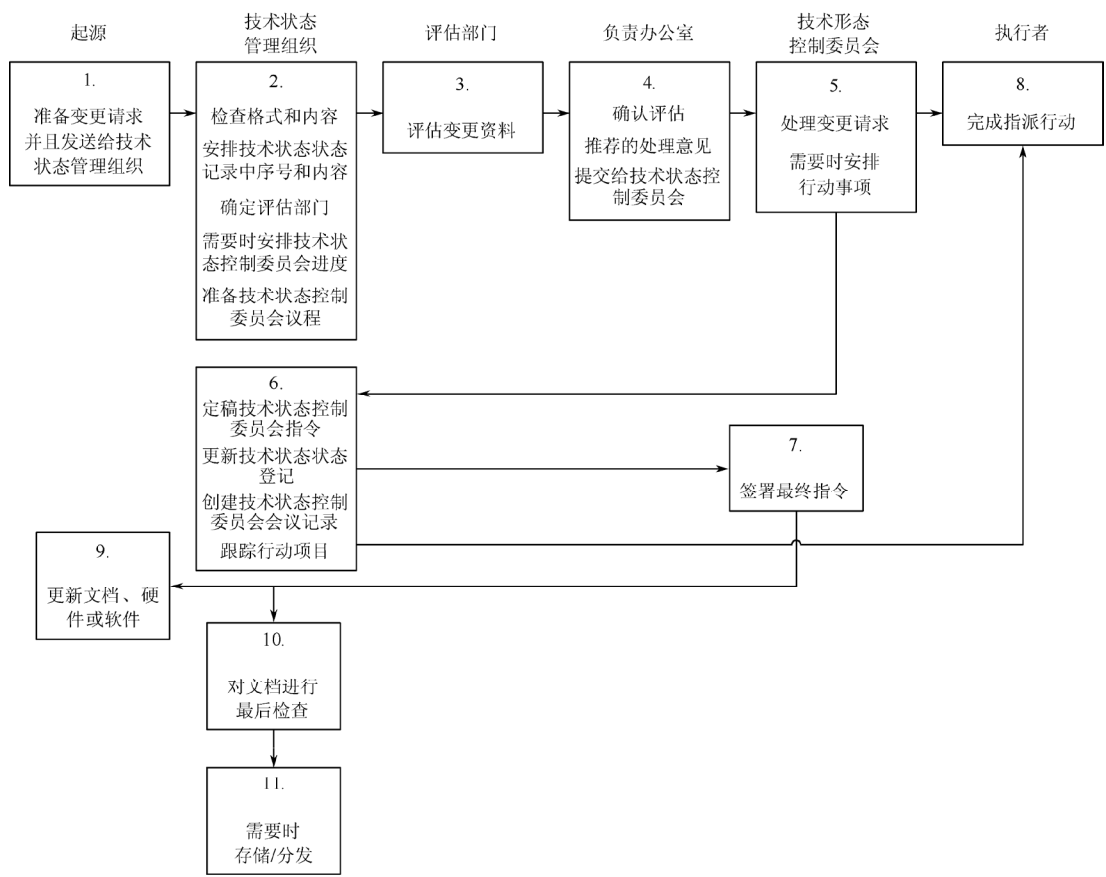 起源
技术状态
管理组织
评估部门
负责办公室
技术形态
控制委员会
执行者
1.
准备变更请求
并且发送给技术
状态管理组织
2.
检查格式和内容
安排技术状态状态
记录中序号和内容
确定评估部门
需要时安排技术状
态控制委员会进度
准备技术状态控制
委员会议程
3.
评估变更资料
4.
确认评估
推荐的处理意见
提交给技术状态控
制委员会
5.
处理变更请求
需要时安排
行动事项
8.
完成指派行动
6.
定稿技术状态控制
委员会指令
更新技术状态状态
登记
创建技术状态控制
委员会会议记录
跟踪行动项目
7.
签署最终指令
9.
更新文档、硬
件或软件
10.
对文档进行
最后检查
11.
需要时
存储/分发